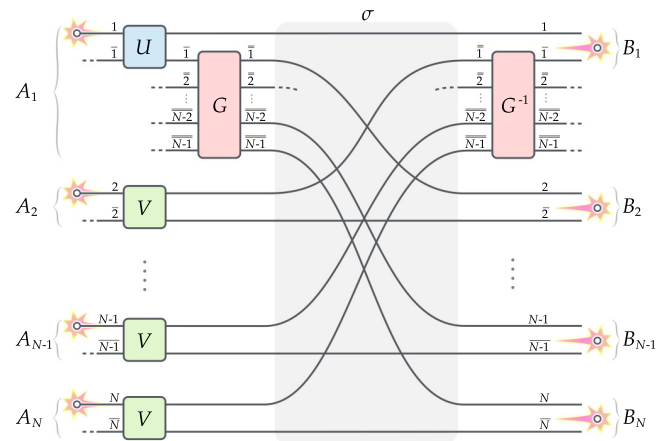 σ
1 1
A₁ U B₁
1̄ 1̄ 1̿ 1̿ 1̄
2̿ 2̿ 2̿ 2̿
⋮ ⋮ ⋮ ⋮
G G⁻¹
N̿-̿2̿ N̿-̿2̿ N̿-̿2̿ N̿-̿2̿
N̿-̿1̿ N̿-̿1̿ N̿-̿1̿ N̿-̿1̿
2 2
A₂ V B₂
2̄ 2̄
⋮ ⋮
N-1 N-1
A_{N-1} V B_{N-1}
N̅-̅1̅ N̅-̅1̅
N N
A_N V B_N
N̅ N̅